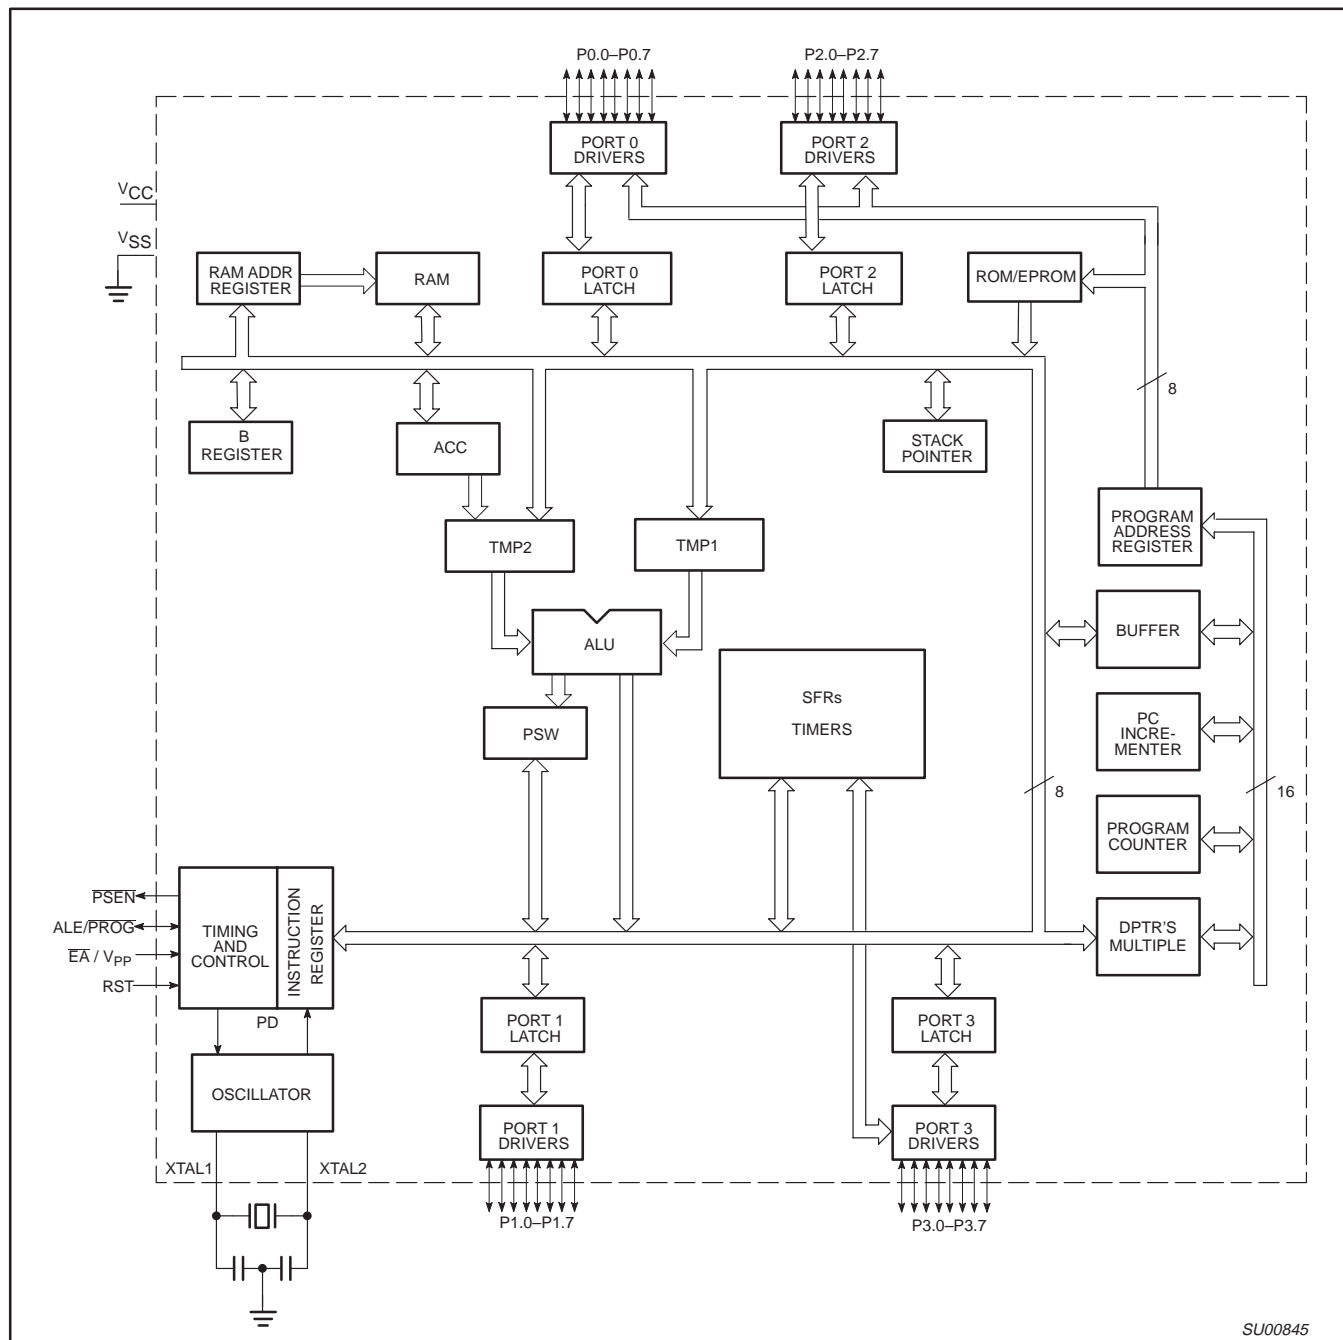 P0.0–P0.7
P2.0–P2.7
PORT 0
DRIVERS
PORT 2
DRIVERS
VCC
VSS
RAM ADDR
REGISTER
RAM
PORT 0
LATCH
PORT 2
LATCH
ROM/EPROM
8
B
REGISTER
ACC
STACK
POINTER
PROGRAM
ADDRESS
REGISTER
TMP2
TMP1
BUFFER
ALU
SFRs
TIMERS
PSW
PC
INCRE-
MENTER
8
16
PROGRAM
COUNTER
PSEN
ALE/PROG
EA / VPP
RST
TIMING
AND
CONTROL
INSTRUCTION
REGISTER
DPTR'S
MULTIPLE
PD
PORT 1
LATCH
PORT 3
LATCH
OSCILLATOR
PORT 1
DRIVERS
PORT 3
DRIVERS
XTAL1
XTAL2
P1.0–P1.7
P3.0–P3.7
SU00845